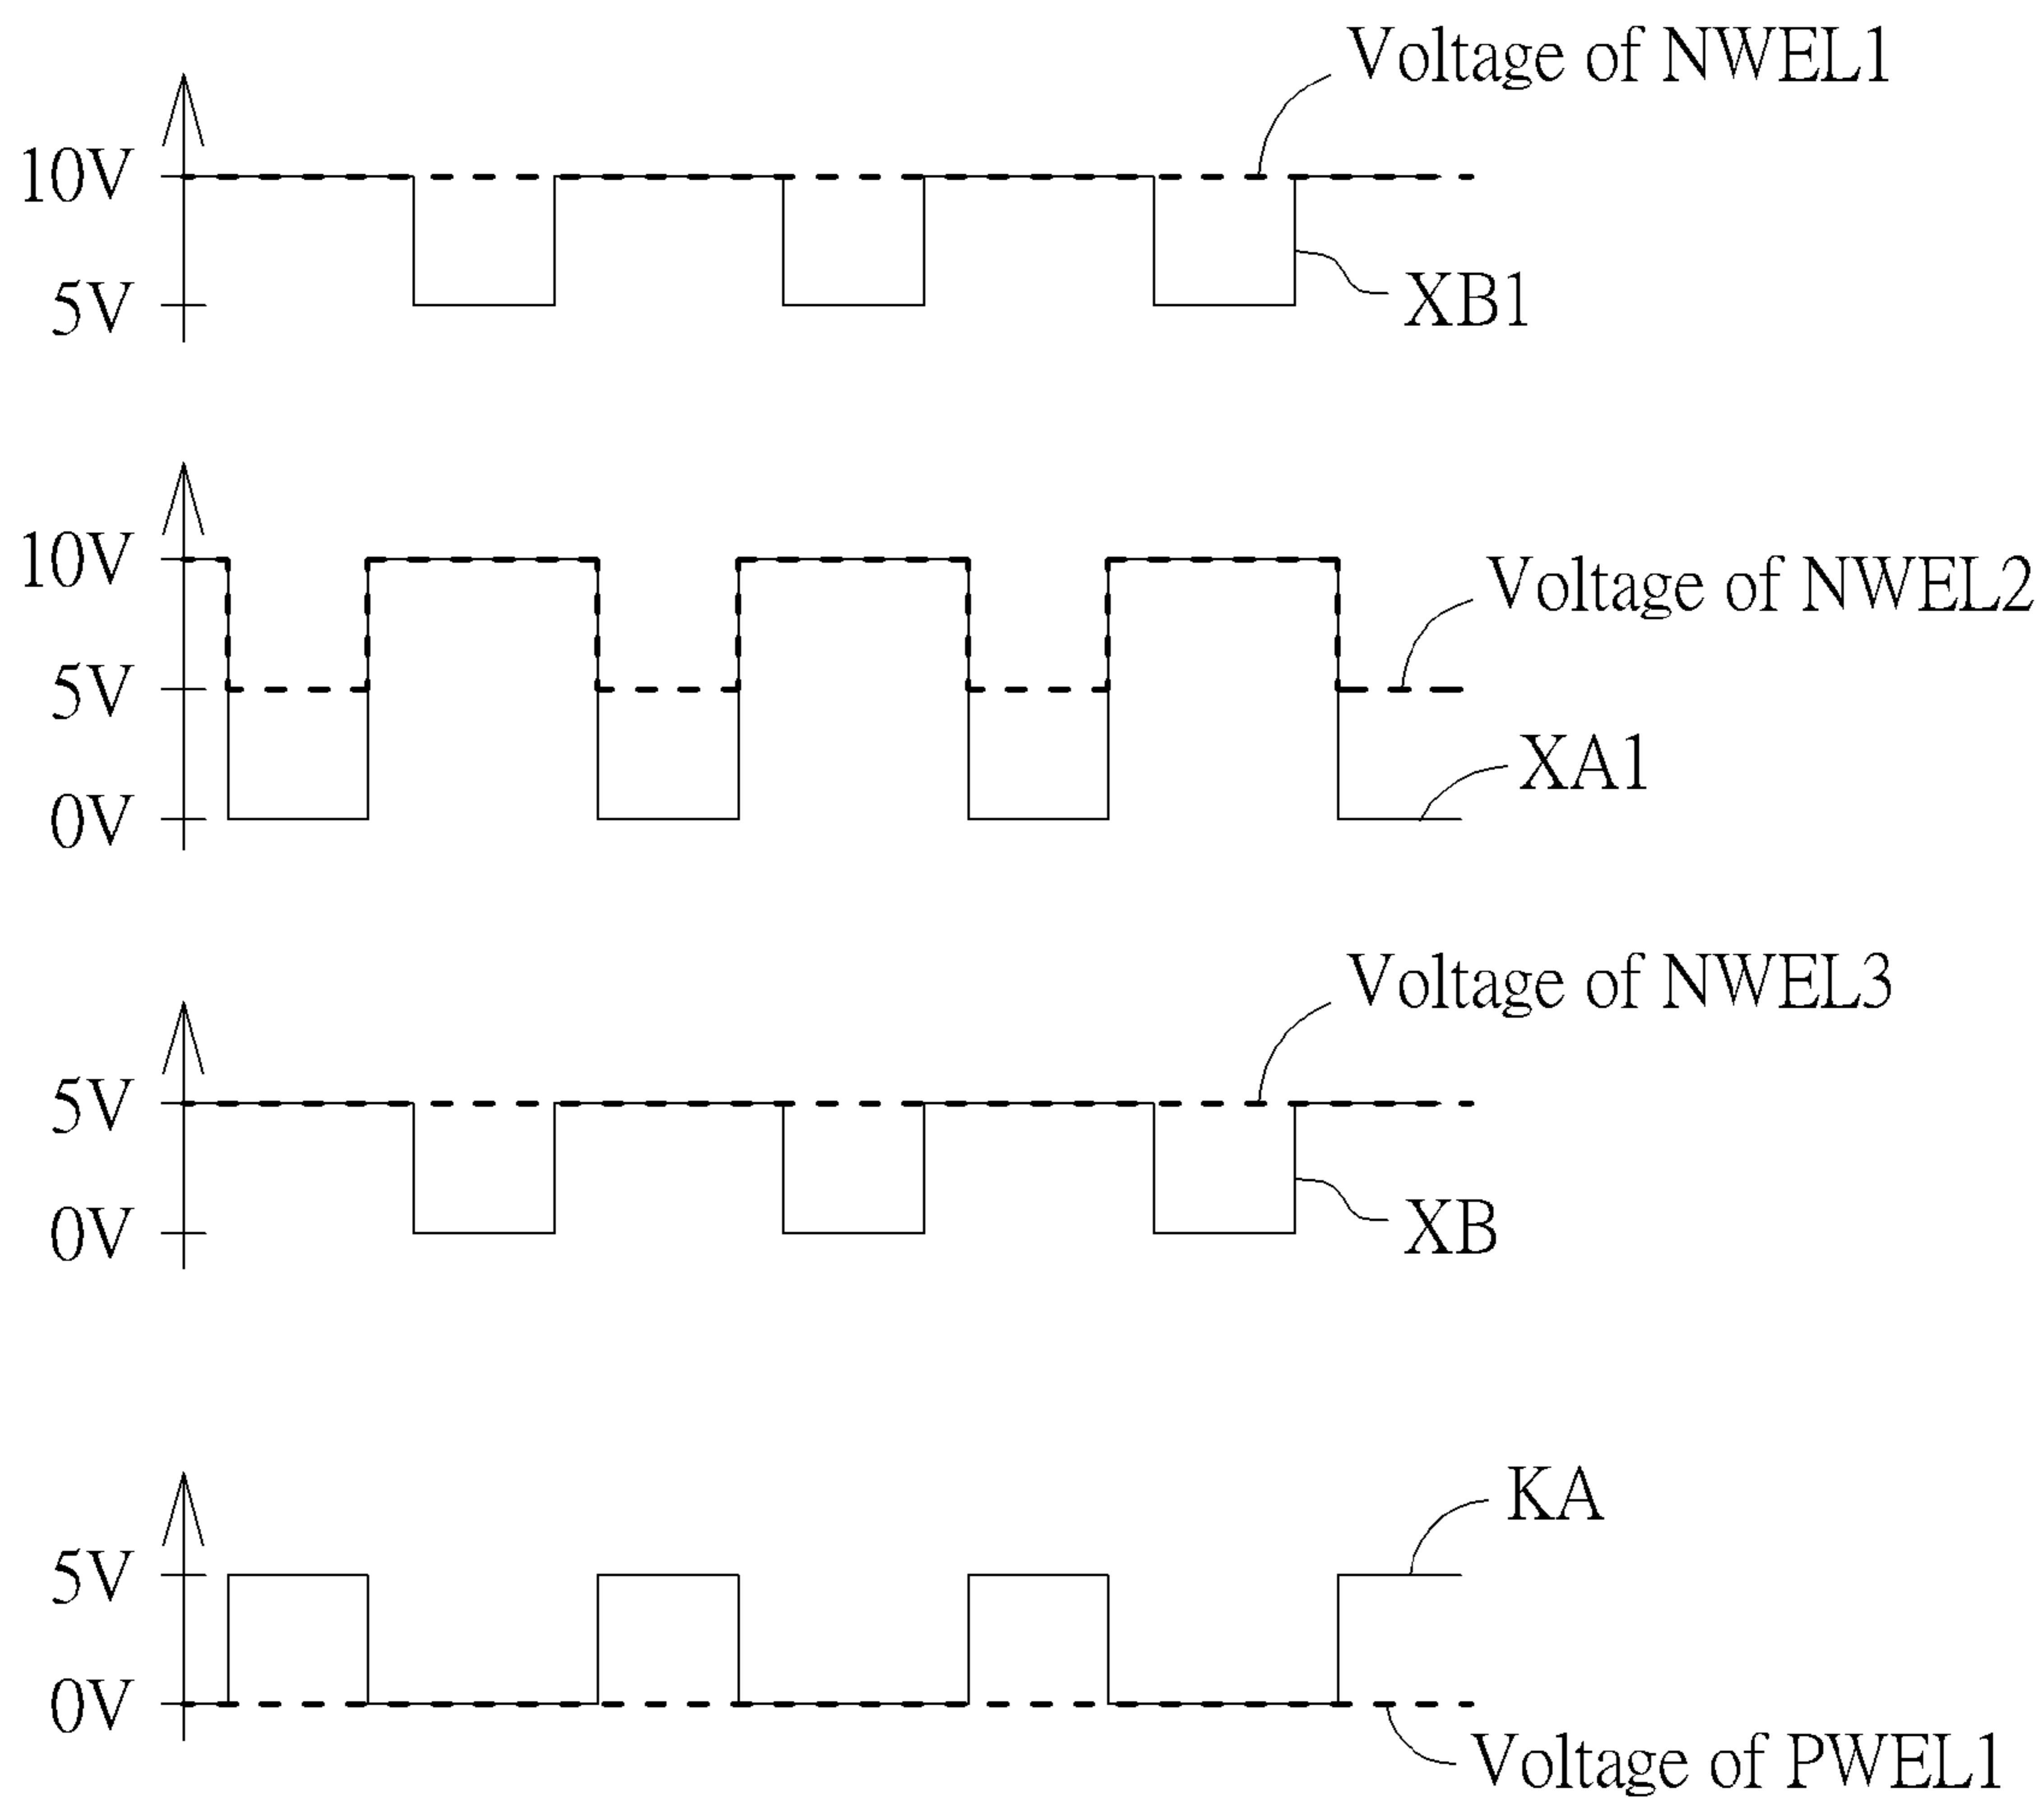 Voltage of NWEL1
10V
5V
XB1
10V
Voltage of NWEL2
5V
XA1
0V
Voltage of NWEL3
5V
XB
0V
KA
5V
0V
Voltage of PWEL1